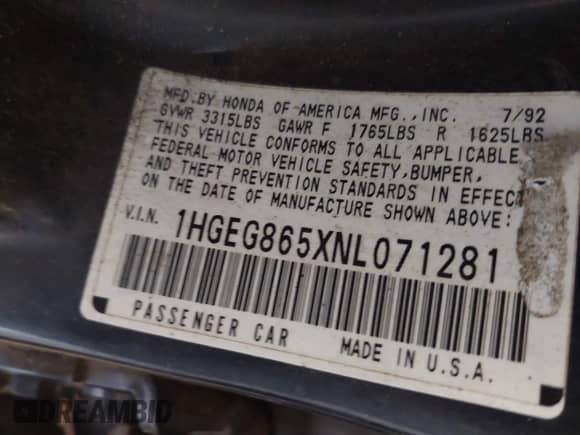 MFD. BY HONDA OF AMERICA MFG., INC. 7/92
GVWR 3315LBS GAWR F 1765LBS R 1625LBS
THIS VEHICLE CONFORMS TO ALL APPLICABLE
FEDERAL MOTOR VEHICLE SAFETY, BUMPER,
AND THEFT PREVENTION STANDARDS IN EFFECT
ON THE DATE OF MANUFACTURE SHOWN ABOVE:
V.I.N. 1HGEG865XNL071281
PASSENGER CAR MADE IN U.S.A.
DREAMBID